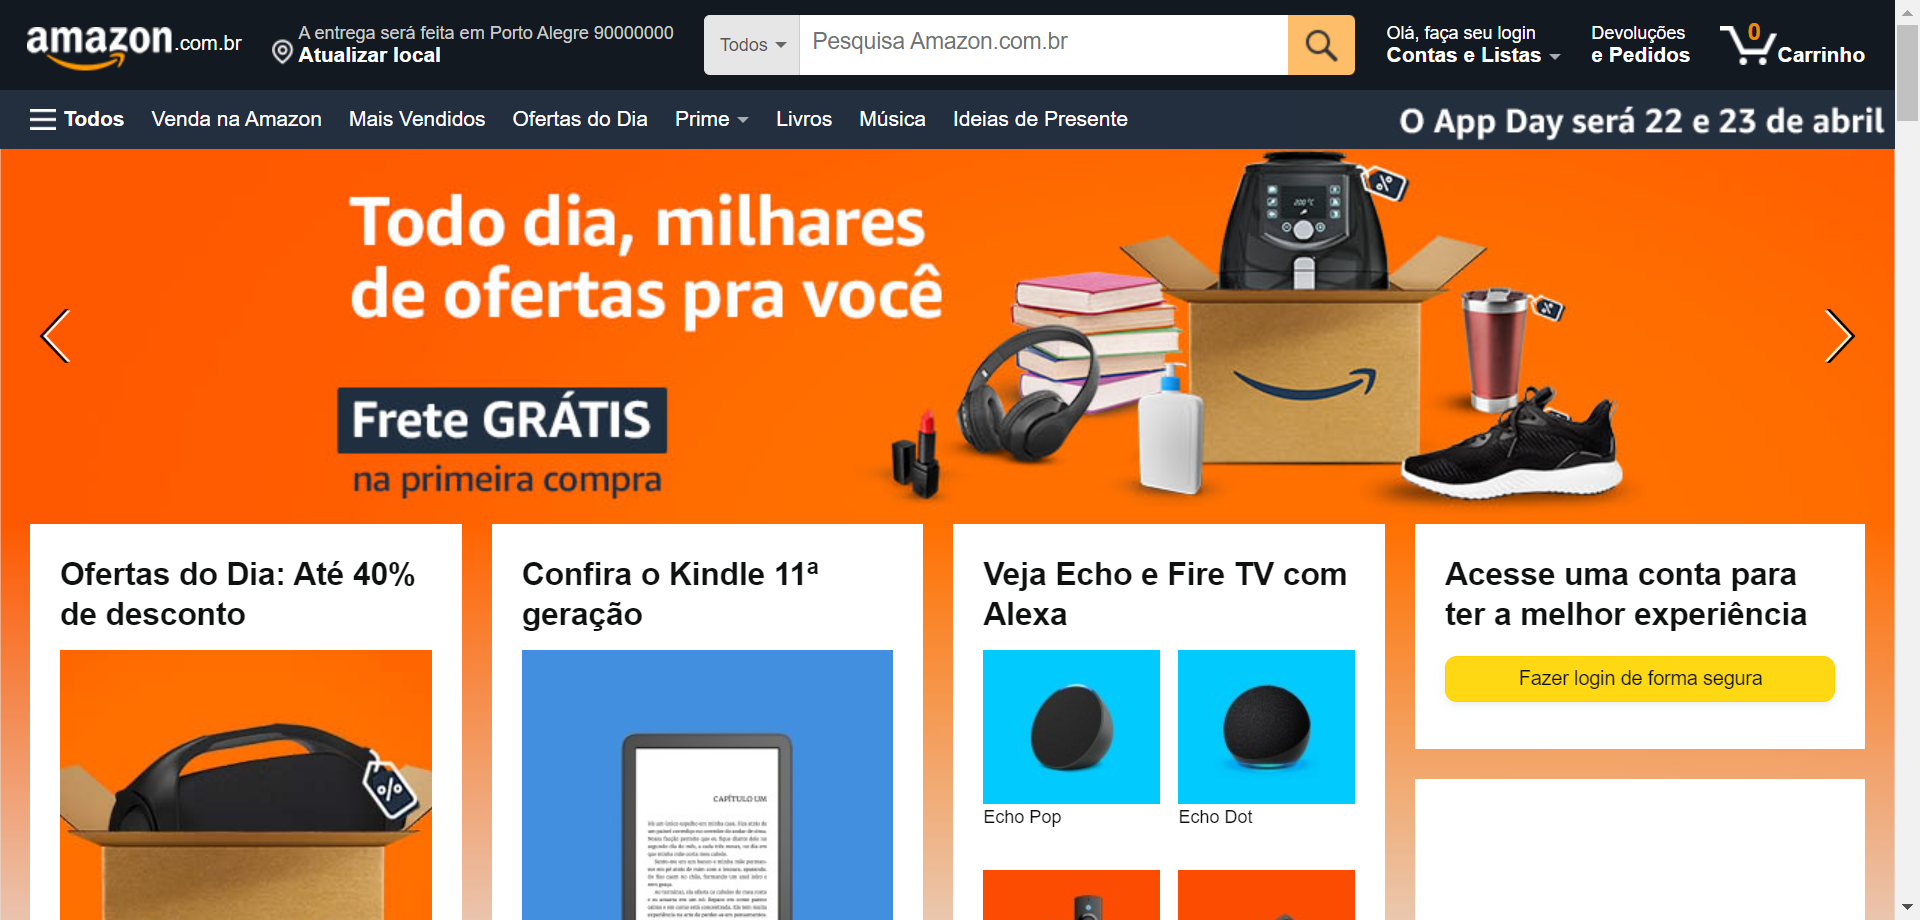 amazon.com.br
A entrega será feita em Porto Alegre 90000000
Atualizar local
Todos
Pesquisa Amazon.com.br
Olá, faça seu login
Contas e Listas
Devoluções
e Pedidos
0
Carrinho
Todos
Venda na Amazon
Mais Vendidos
Ofertas do Dia
Prime
Livros
Música
Ideias de Presente
O App Day será 22 e 23 de abril
Todo dia, milhares
de ofertas pra você
Frete GRÁTIS
na primeira compra
200°C
%
%
Ofertas do Dia: Até 40%
de desconto
%
Confira o Kindle 11ª
geração
CAPÍTULO UM
Veja Echo e Fire TV com
Alexa
Echo Pop
Echo Dot
Acesse uma conta para
ter a melhor experiência
Fazer login de forma segura